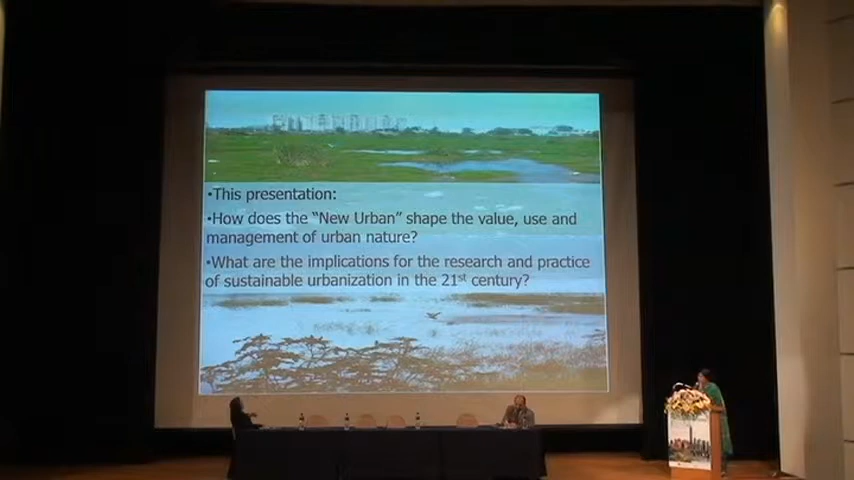 •This presentation:
•How does the “New Urban” shape the value, use and
management of urban nature?
•What are the implications for the research and practice
of sustainable urbanization in the 21st century?